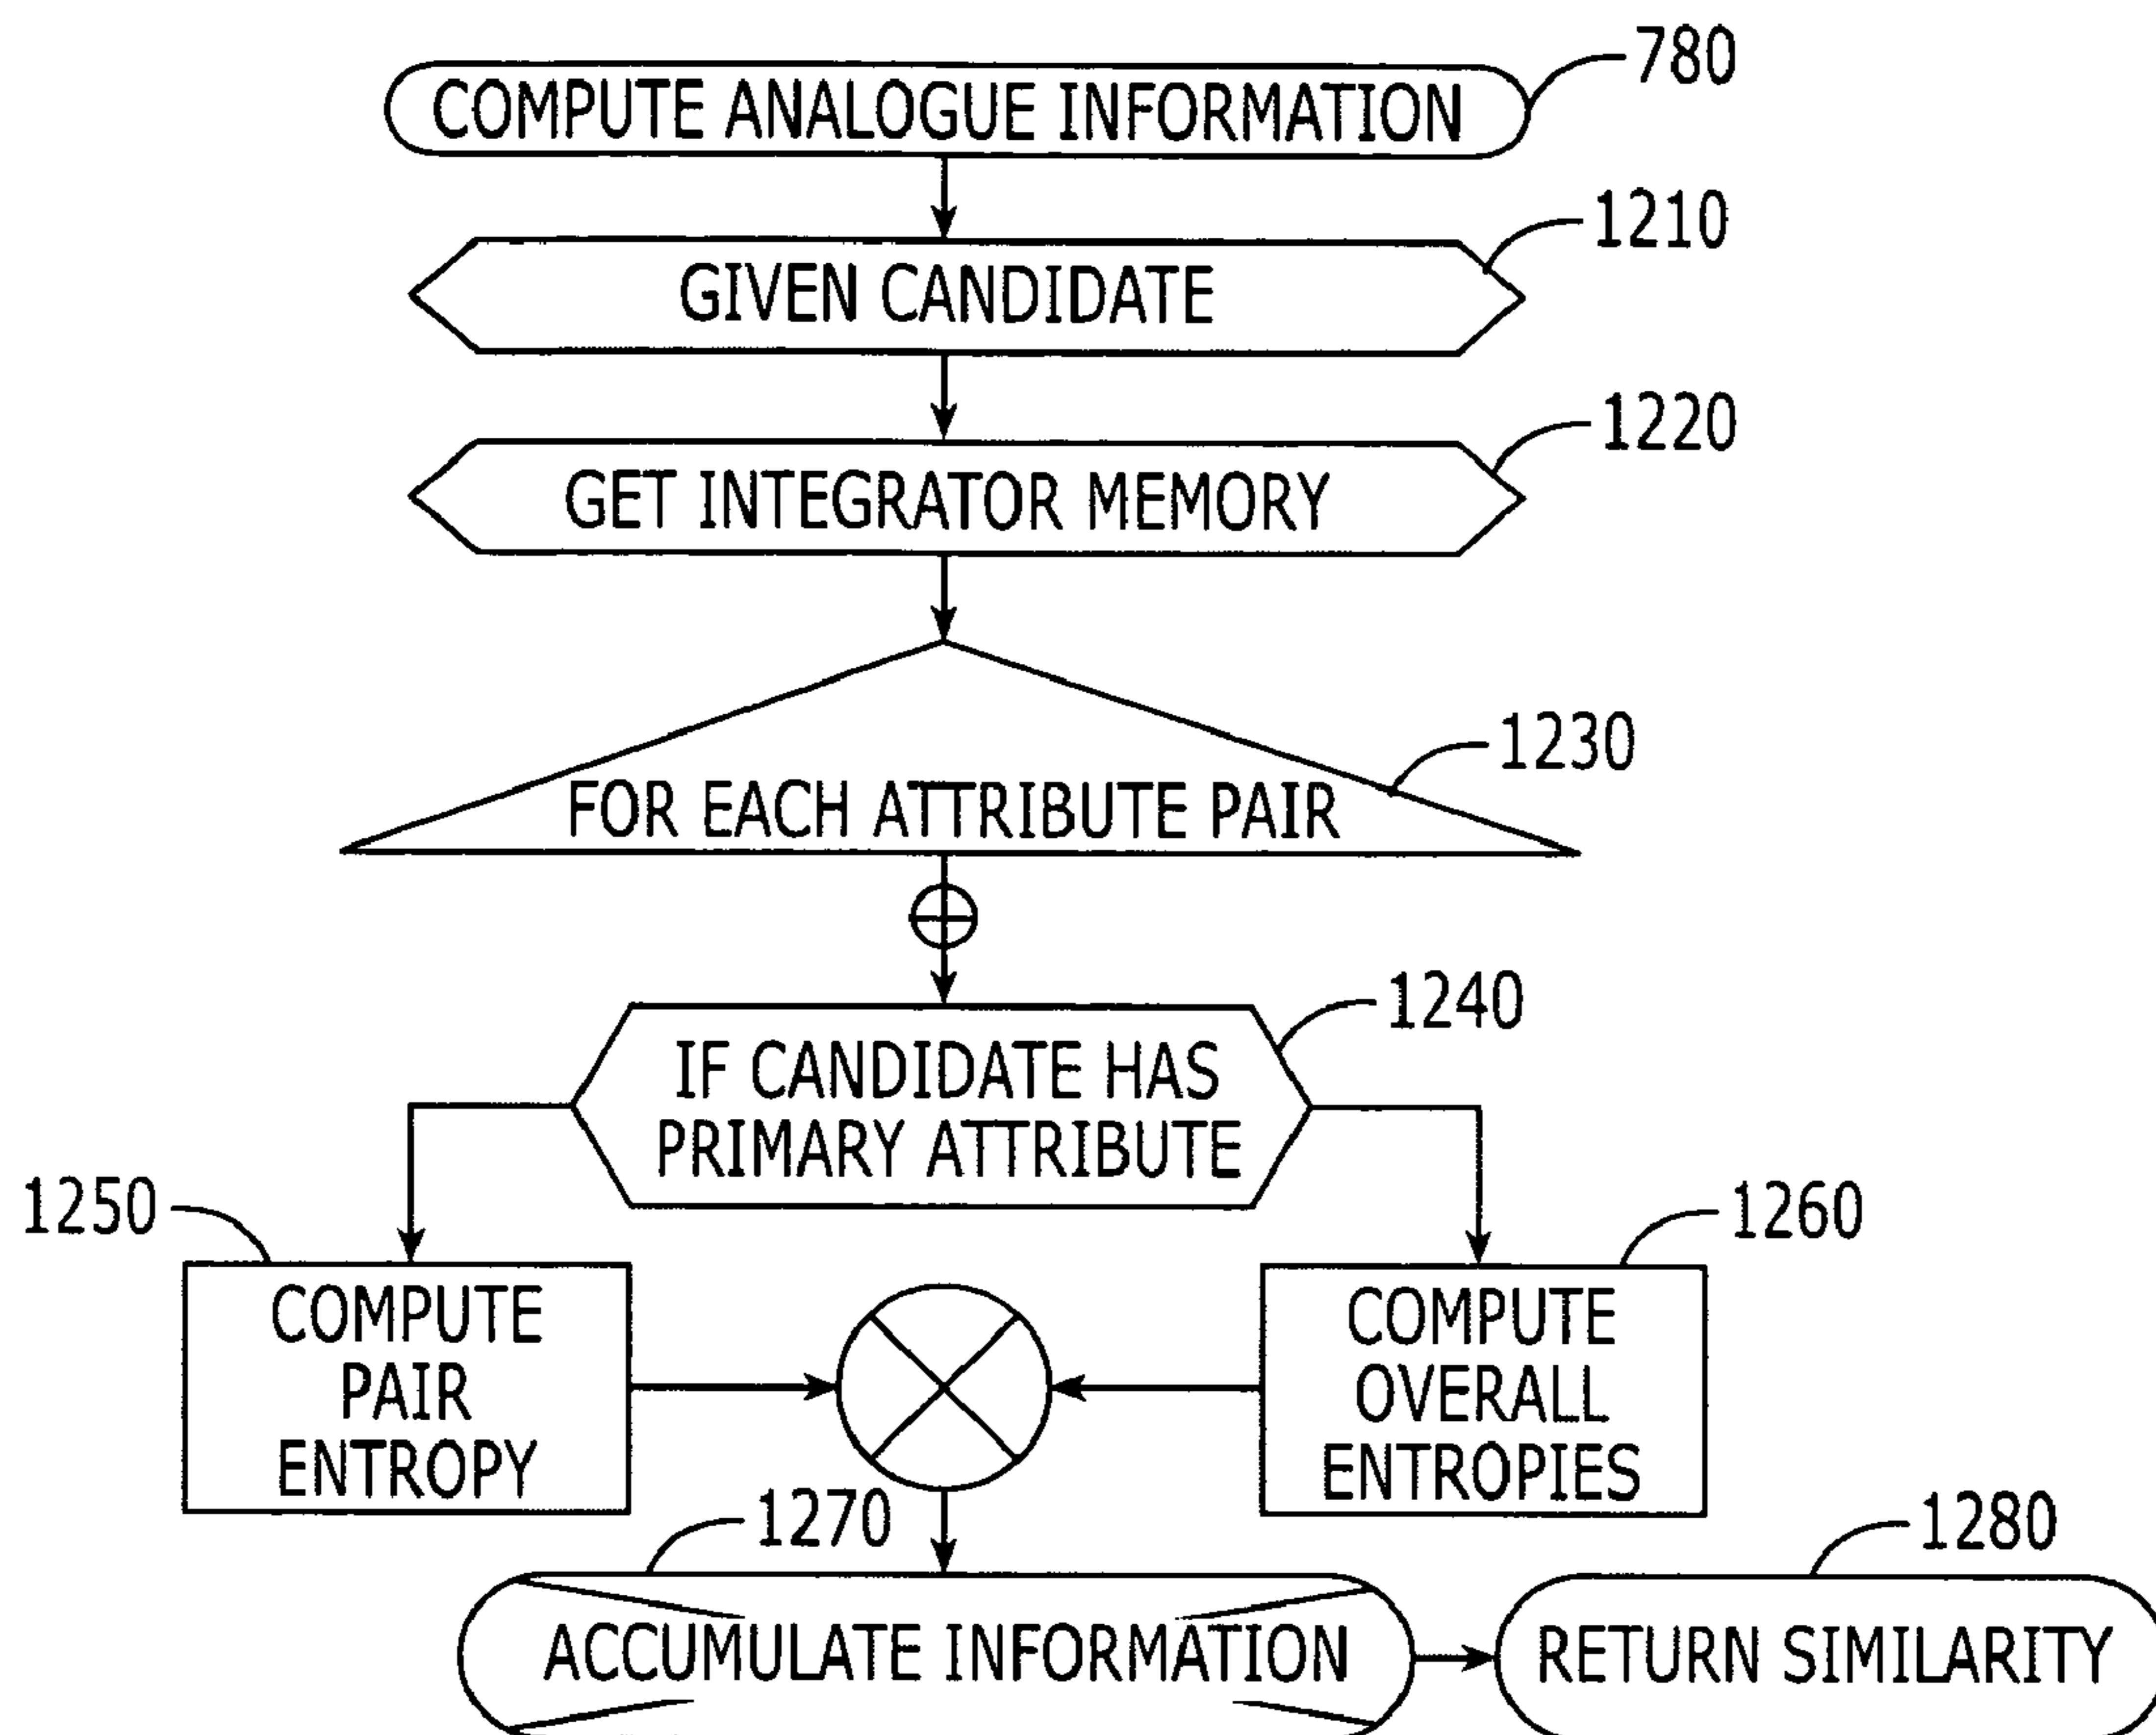 780
COMPUTE ANALOGUE INFORMATION
1210
GIVEN CANDIDATE
1220
GET INTEGRATOR MEMORY
1230
FOR EACH ATTRIBUTE PAIR
1240
IF CANDIDATE HAS
PRIMARY ATTRIBUTE
1250
1260
COMPUTE
PAIR
ENTROPY
COMPUTE
OVERALL
ENTROPIES
1270
1280
ACCUMULATE INFORMATION
RETURN SIMILARITY